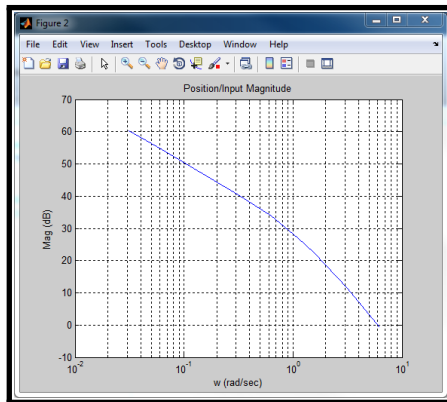 Figure 2
File Edit View Insert Tools Desktop Window Help
Position/Input Magnitude
70
60
50
40
30
20
10
0
-10
Mag (dB)
10^-2 10^-1 10^0 10^1
w (rad/sec)